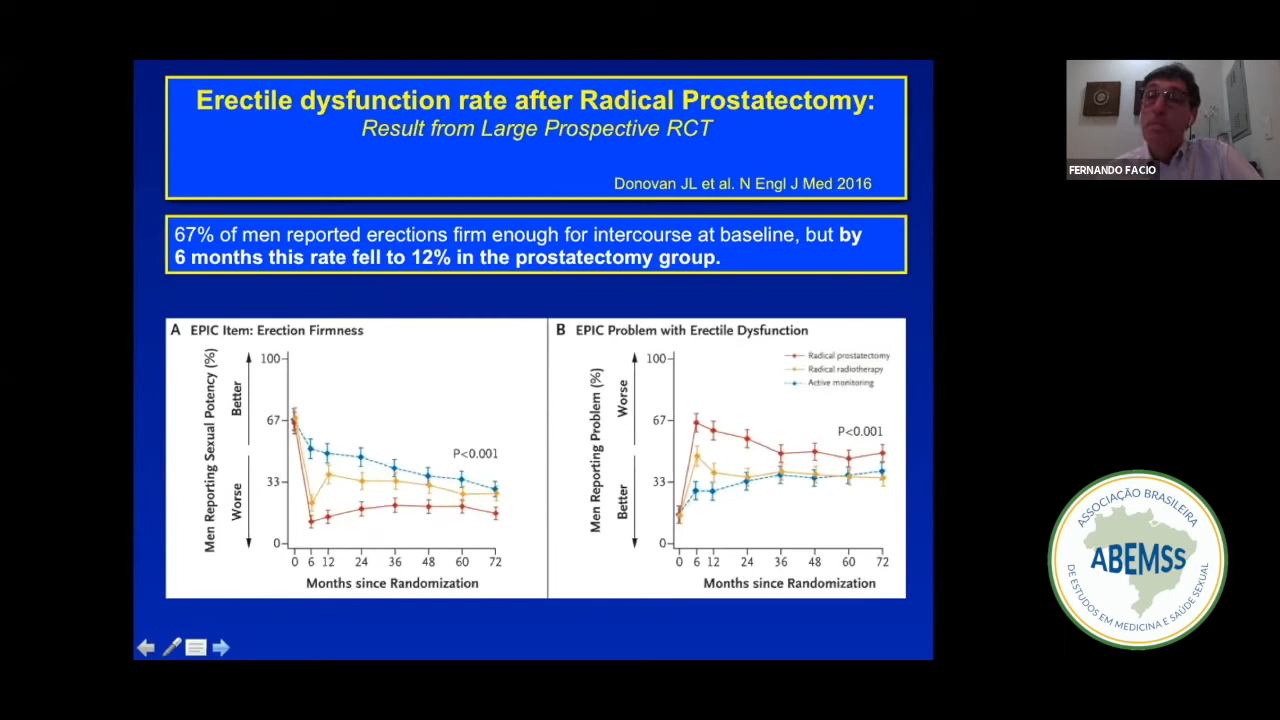 Erectile dysfunction rate after Radical Prostatectomy:
Result from Large Prospective RCT
Donovan JL et al. N Engl J Med 2016
67% of men reported erections firm enough for intercourse at baseline, but by
6 months this rate fell to 12% in the prostatectomy group.
A EPIC Item: Erection Firmness
Men Reporting Sexual Potency (%)
Better
Worse
100
67
33
0
P<0.001
0 6 12 24 36 48 60 72
Months since Randomization
B EPIC Problem with Erectile Dysfunction
Men Reporting Problem (%)
Worse
Better
100
67
33
0
Radical prostatectomy
Radical radiotherapy
Active monitoring
P<0.001
0 6 12 24 36 48 60 72
Months since Randomization
FERNANDO FACIO
ASSOCIAÇÃO BRASILEIRA
ABEMSS
DE ESTUDOS EM MEDICINA E SAÚDE SEXUAL